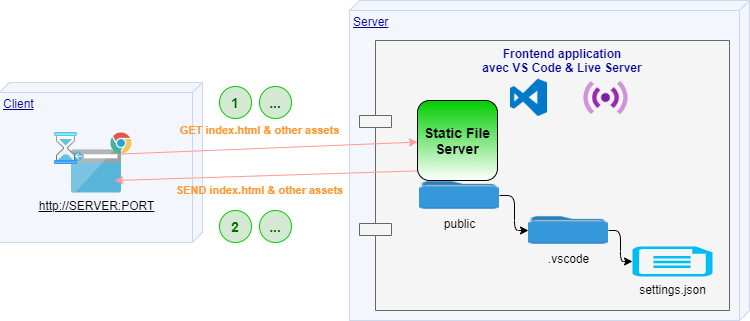 Server
Frontend application
avec VS Code & Live Server
Client
1
...
GET index.html & other assets
Static File
Server
SEND index.html & other assets
http://SERVER:PORT
public
2
...
.vscode
settings.json